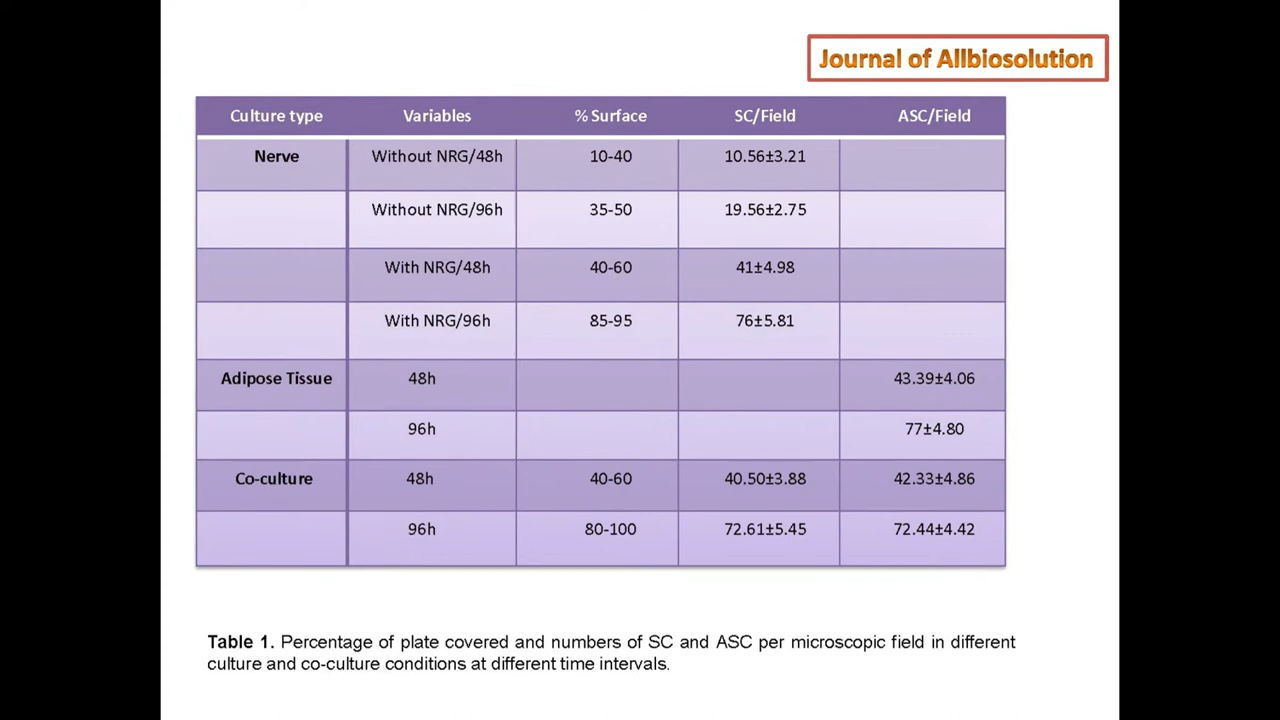 Journal of Allbiosolution
Culture type Variables % Surface SC/Field ASC/Field
Nerve Without NRG/48h 10-40 10.56±3.21
Without NRG/96h 35-50 19.56±2.75
With NRG/48h 40-60 41±4.98
With NRG/96h 85-95 76±5.81
Adipose Tissue 48h 43.39±4.06
96h 77±4.80
Co-culture 48h 40-60 40.50±3.88 42.33±4.86
96h 80-100 72.61±5.45 72.44±4.42
Table 1. Percentage of plate covered and numbers of SC and ASC per microscopic field in different
culture and co-culture conditions at different time intervals.